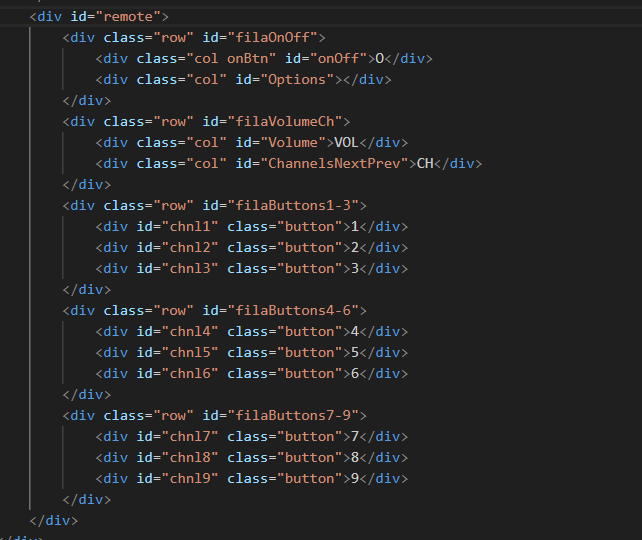 <div id="remote">
<div class="row" id="filaOnOff">
<div class="col onBtn" id="onOff">O</div>
<div class="col" id="Options"></div>
</div>
<div class="row" id="filaVolumeCh">
<div class="col" id="Volume">VOL</div>
<div class="col" id="ChannelsNextPrev">CH</div>
</div>
<div class="row" id="filaButtons1-3">
<div id="chnl1" class="button">1</div>
<div id="chnl2" class="button">2</div>
<div id="chnl3" class="button">3</div>
</div>
<div class="row" id="filaButtons4-6">
<div id="chnl4" class="button">4</div>
<div id="chnl5" class="button">5</div>
<div id="chnl6" class="button">6</div>
</div>
<div class="row" id="filaButtons7-9">
<div id="chnl7" class="button">7</div>
<div id="chnl8" class="button">8</div>
<div id="chnl9" class="button">9</div>
</div>
</div>